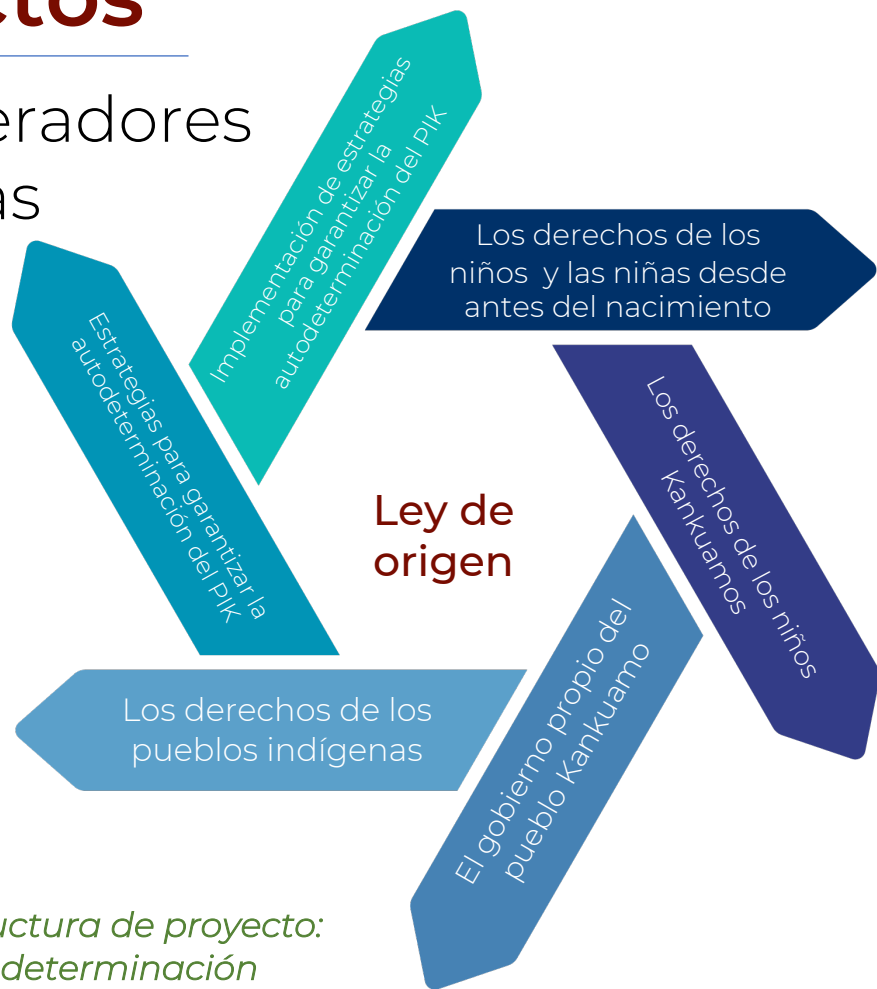 ctos
eradores
as
Implementación de estrategias
para garantizar la
autodeterminación del PIK
Los derechos de los
niños y las niñas desde
antes del nacimiento
Los derechos de los niños
Kankuamos
El gobierno propio del
pueblo Kankuamo
Los derechos de los
pueblos indígenas
Estrategias para garantizar la
autodeterminación del PIK
Ley de
origen
uctura de proyecto:
determinación